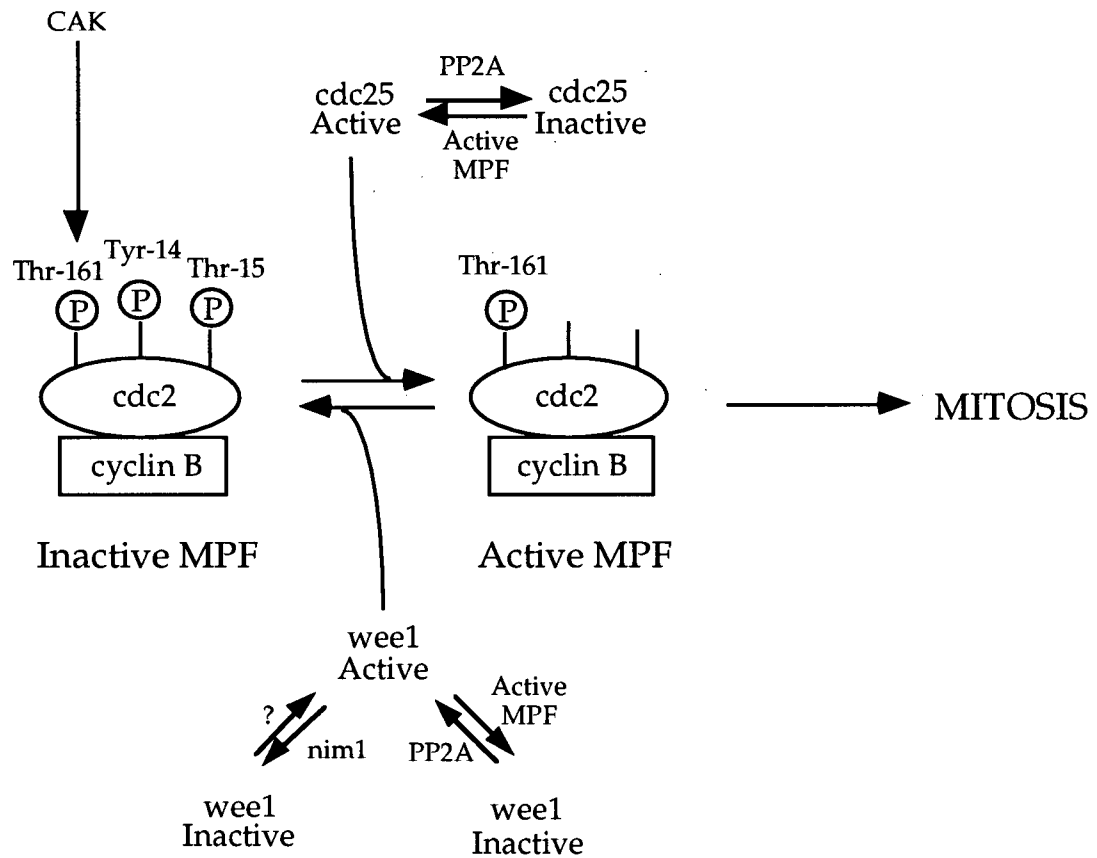 CAK
PP2A
cdc25
Active
cdc25
Inactive
Active
MPF
Thr-161
Tyr-14
Thr-15
P
P
P
cdc2
cyclin B
Inactive MPF
Thr-161
P
cdc2
cyclin B
Active MPF
MITOSIS
wee1
Active
?
nim1
Active
MPF
PP2A
wee1
Inactive
wee1
Inactive